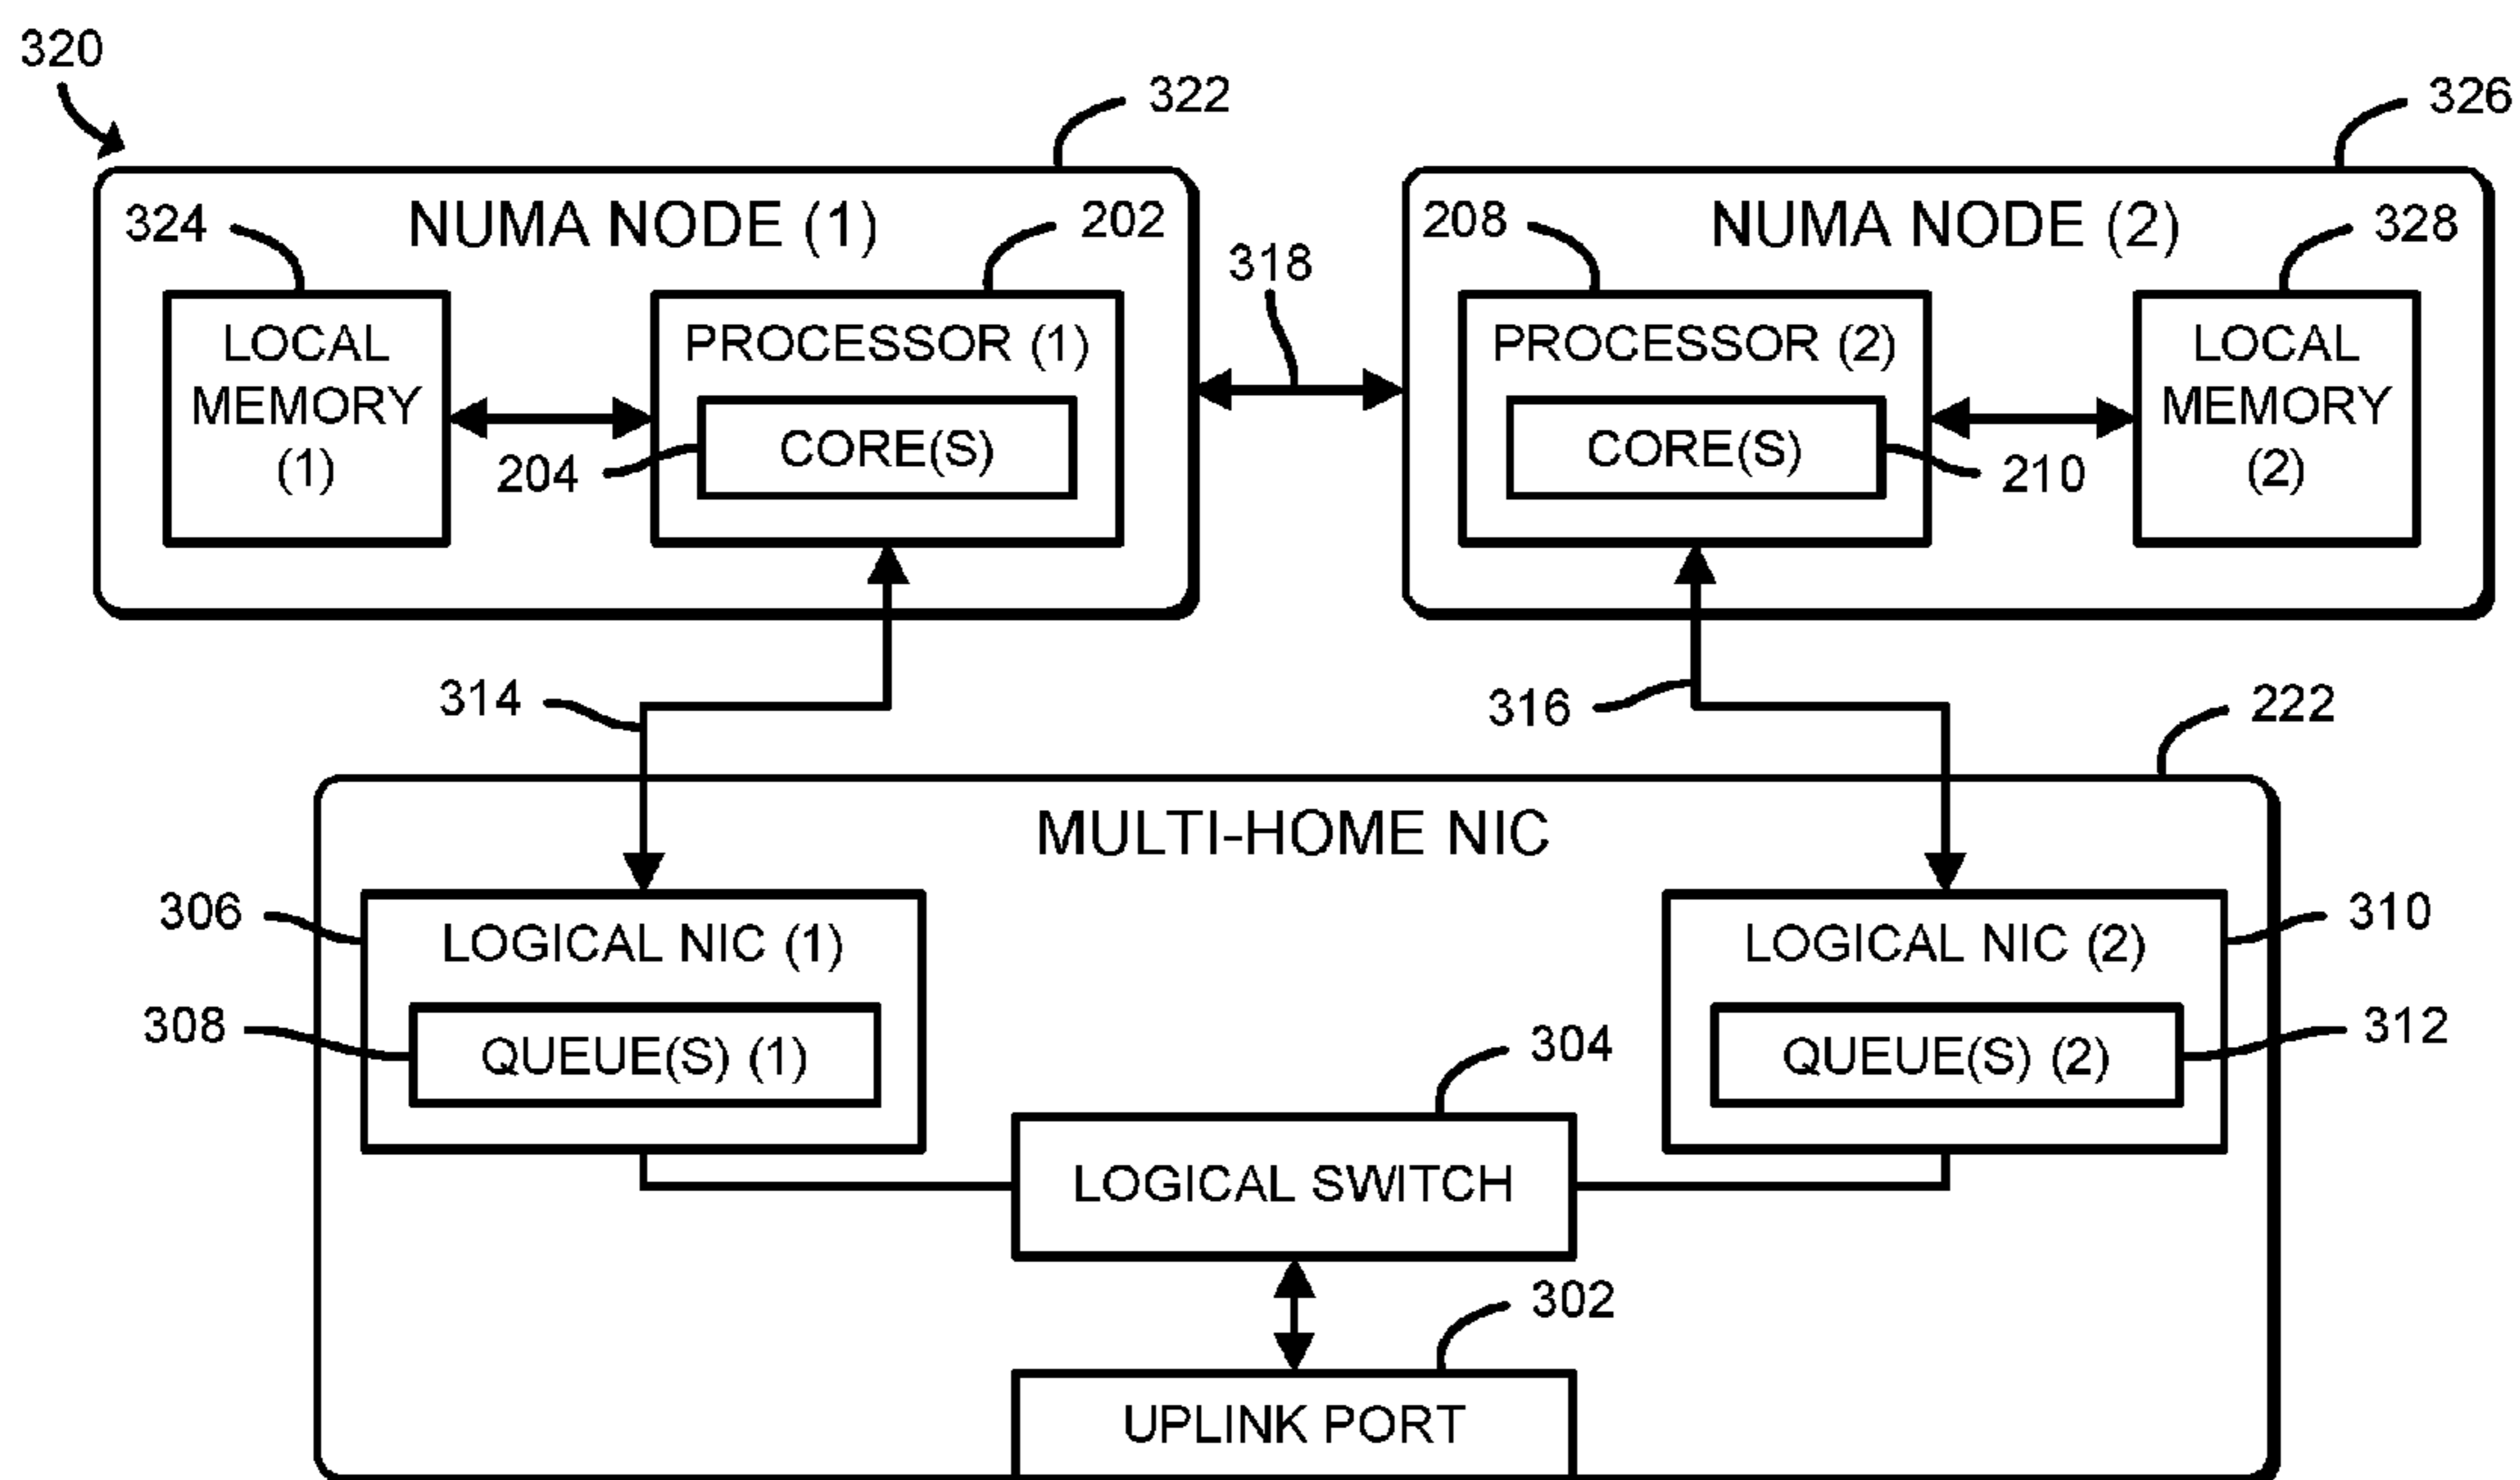 320
322
326
324
NUMA NODE (1)
202
318
208
NUMA NODE (2)
328
LOCAL
MEMORY
(1)
PROCESSOR (1)
CORE(S)
204
PROCESSOR (2)
CORE(S)
210
LOCAL
MEMORY
(2)
314
316
222
MULTI-HOME NIC
306
LOGICAL NIC (1)
308
QUEUE(S) (1)
LOGICAL NIC (2)
310
QUEUE(S) (2)
312
304
LOGICAL SWITCH
302
UPLINK PORT